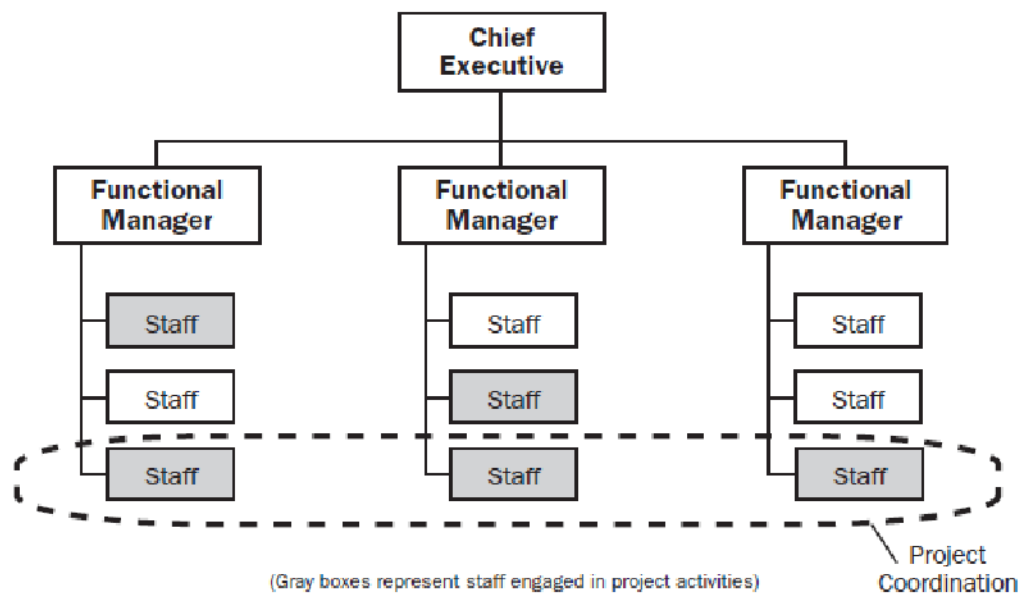 Chief
Executive
Functional
Manager
Functional
Manager
Functional
Manager
Staff
Staff
Staff
Staff
Staff
Staff
Staff
Staff
Staff
Project
Coordination
(Gray boxes represent staff engaged in project activities)